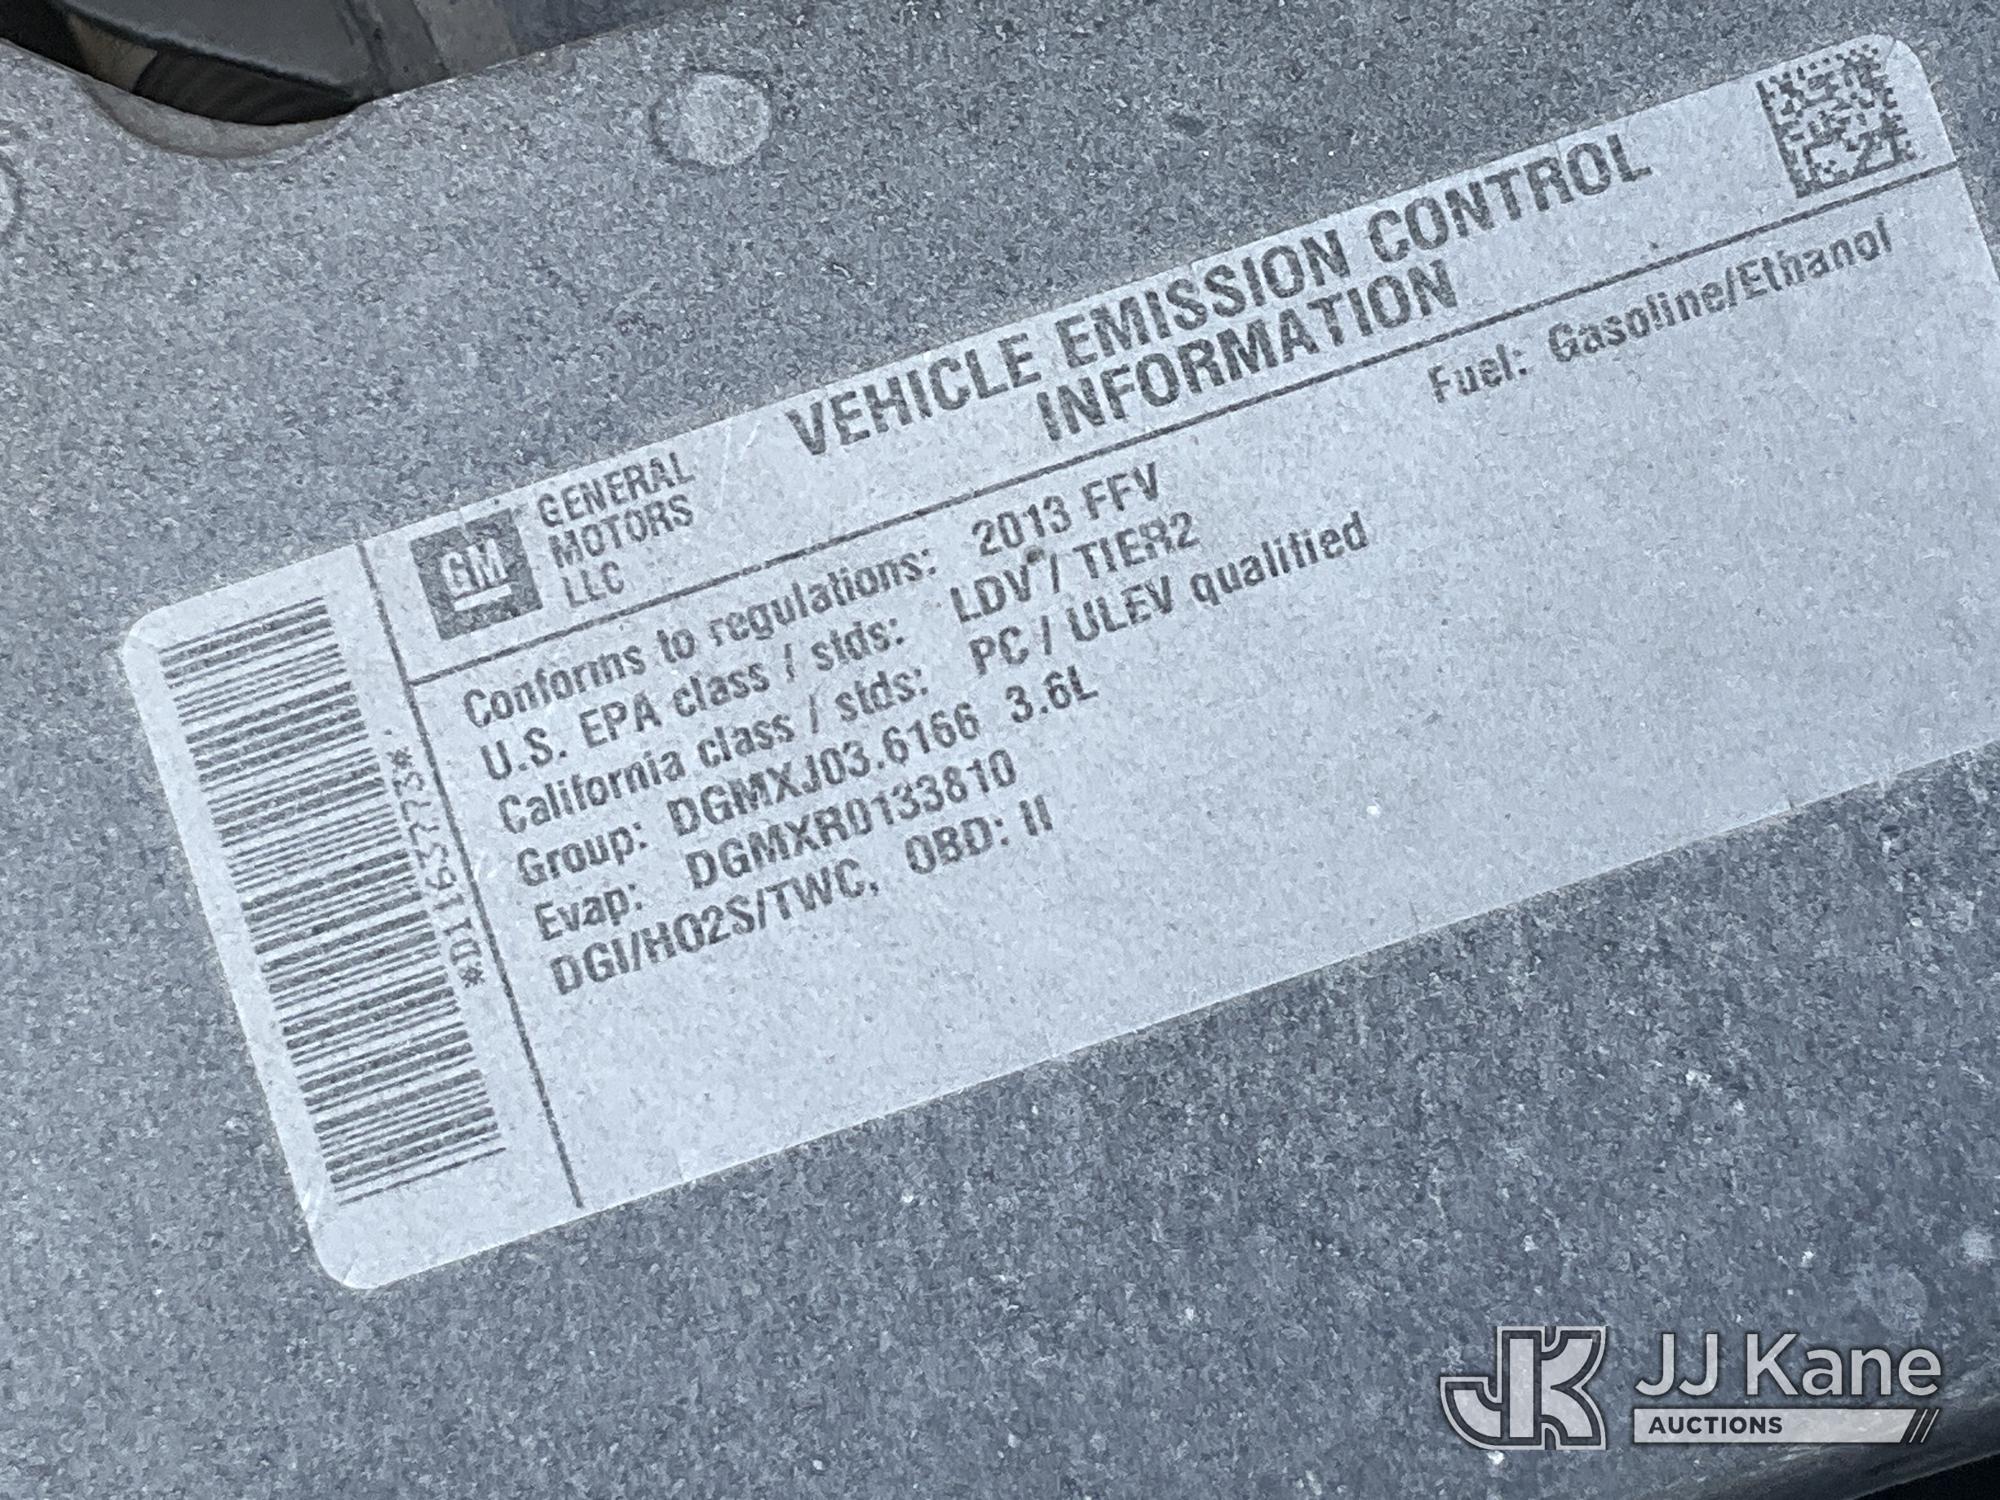 GM
GENERAL
MOTORS
LLC
VEHICLE EMISSION CONTROL
INFORMATION
Conforms to regulations: 2013 FFV
Fuel: Gasoline/Ethanol
U.S. EPA class / stds: LDV / TIER2
California class / stds: PC / ULEV qualified
Group: DGMXJ03.6166 3.6L
Evap: DGMXR0133810
DGI/HO2S/TWC, OBD: II
*01163773*
JK
JJ Kane
AUCTIONS